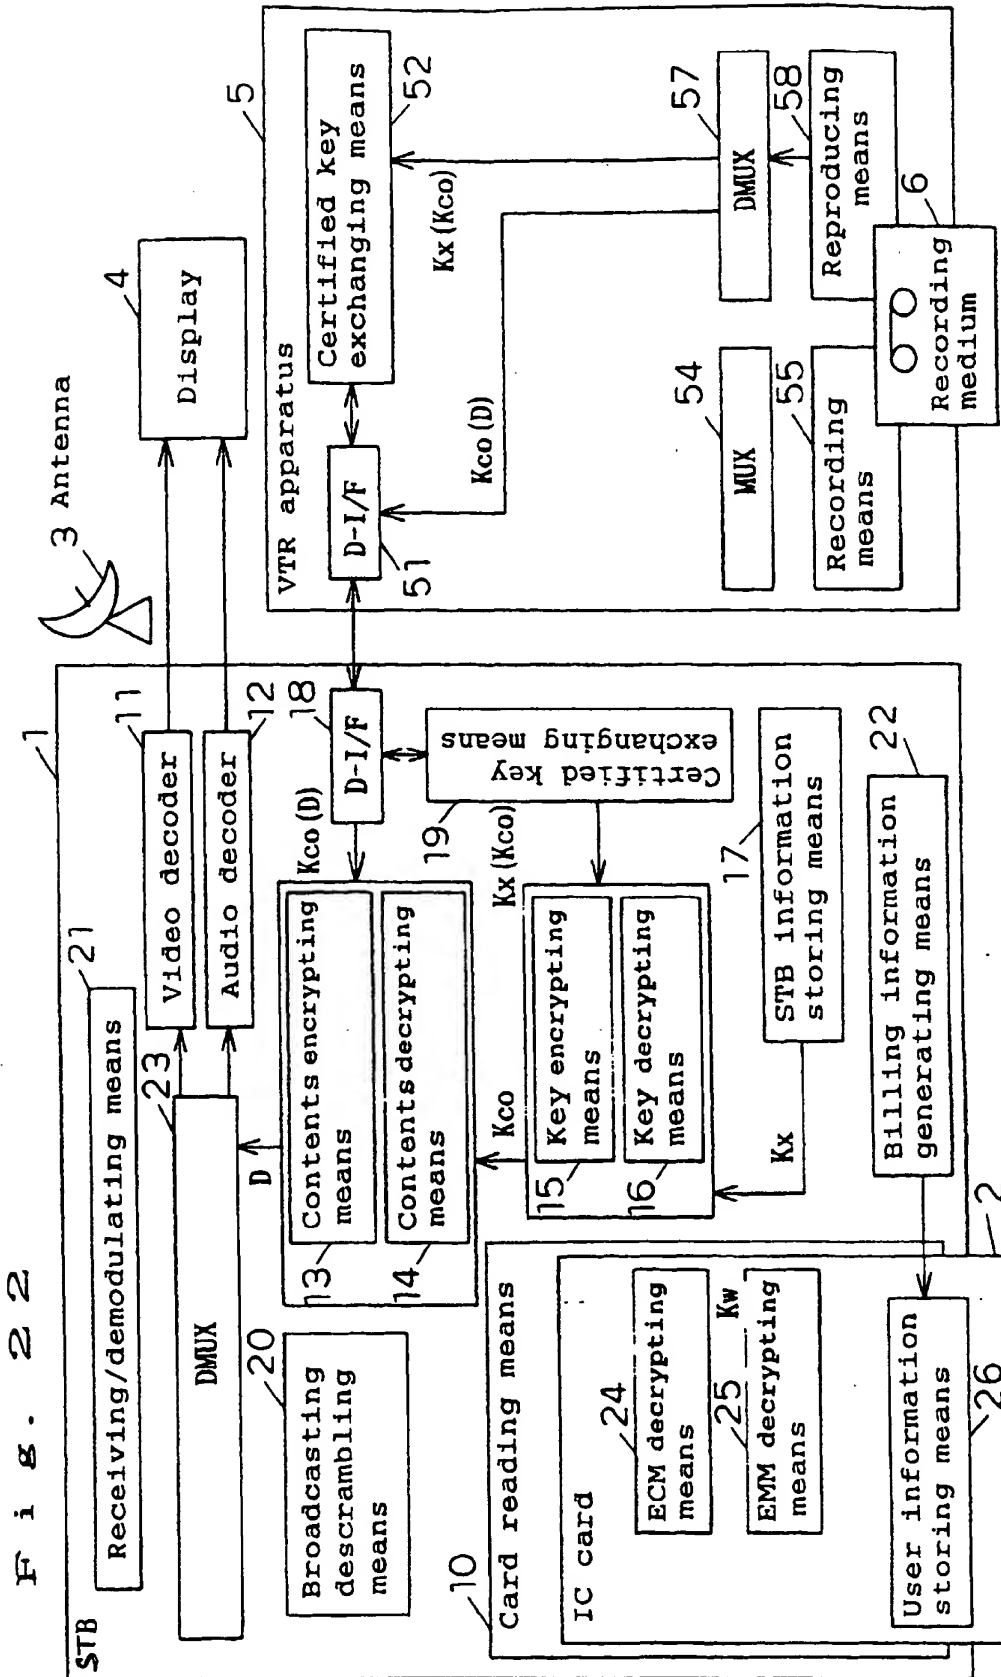 Fig. 22
STB
1
Receiving/demodulating means
21
DMUX
23
Video decoder
11
Audio decoder
12
3 Antenna
4
Display
Broadcasting
descrambling
means
20
D
Contents encrypting
means
13
Contents decrypting
means
14
Kco(D)
D-I/F
18
Certified key
exchanging means
19
Kx(Kco)
Kco
Key encrypting
means
15
Key decrypting
means
16
Kx
STB information
storing means
17
Billing information
generating means
22
10
Card reading means
IC card
2
24
ECM decrypting
means
Kw
25
EMM decrypting
means
User information
storing means
26
5
VTR apparatus
D-I/F
51
Certified key
exchanging means
52
Kx(Kco)
Kco(D)
MUX
54
DMUX
57
Recording
means
55
Reproducing
means
58
Recording
medium
6